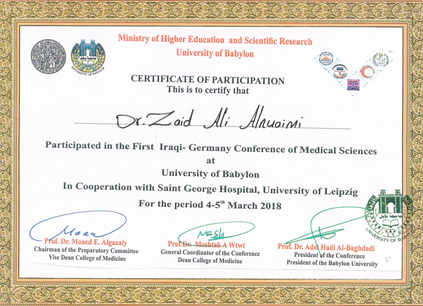 Ministry of Higher Education and Scientific Research
University of Babylon
CERTIFICATE OF PARTICIPATION
This is to certify that
Dr. Zaid Ali Alnuaimi
Participated in the First Iraqi- Germany Conference of Medical Sciences
at
University of Babylon
In Cooperation with Saint George Hospital, University of Leipzig
For the period 4-5th March 2018
Prof. Dr. Moaed E. Algazaly
Chairman of the Preparatory Committee
Vise Dean College of Medicine
Prof.Dr. Moshtak A Wtwt
General Coordinator of the Conference
Dean College of Medicine
Prof. Dr. Adel Hadi Al-Baghdadi
President of the Conference
President of the Babylon University